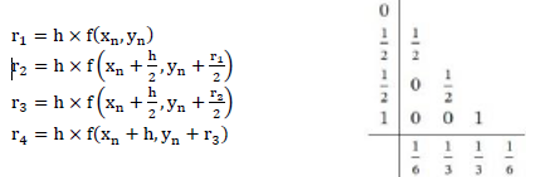 r₁ = h × f(xₙ,yₙ)
r₂ = h × f(xₙ + h/2, yₙ + r₁/2)
r₃ = h × f(xₙ + h/2, yₙ + r₂/2)
r₄ = h × f(xₙ + h, yₙ + r₃)
0
1/2 1/2
1/2 0 1/2
1 0 0 1
1/6 1/3 1/3 1/6